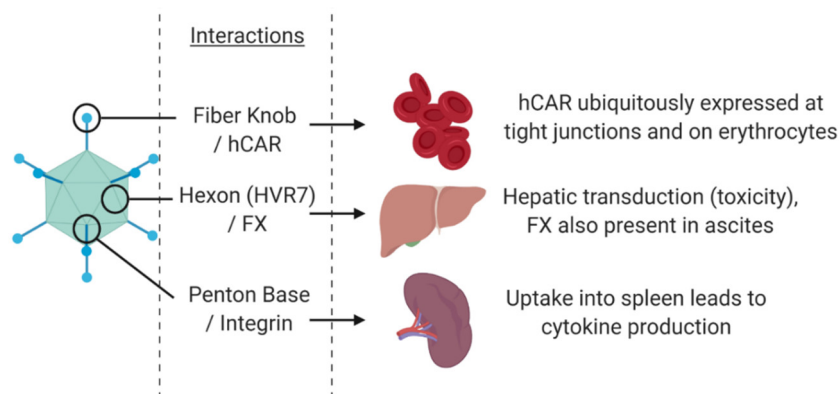 Interactions
Fiber Knob
/ hCAR
hCAR ubiquitously expressed at
tight junctions and on erythrocytes
Hexon (HVR7)
/ FX
Hepatic transduction (toxicity),
FX also present in ascites
Penton Base
/ Integrin
Uptake into spleen leads to
cytokine production